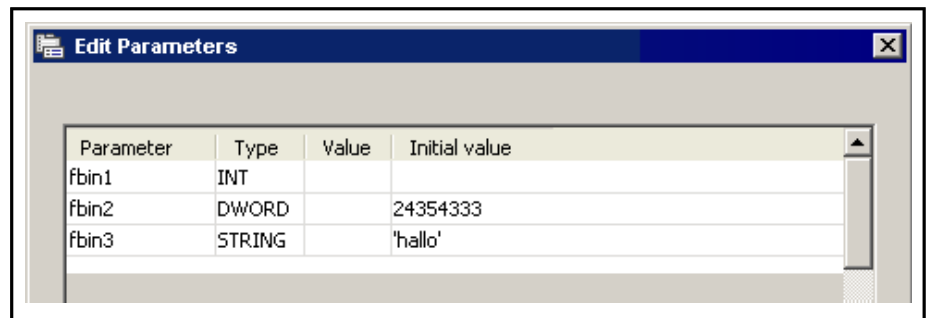 Edit Parameters
Parameter Type Value Initial value
fbin1 INT
fbin2 DWORD 24354333
fbin3 STRING 'hallo'